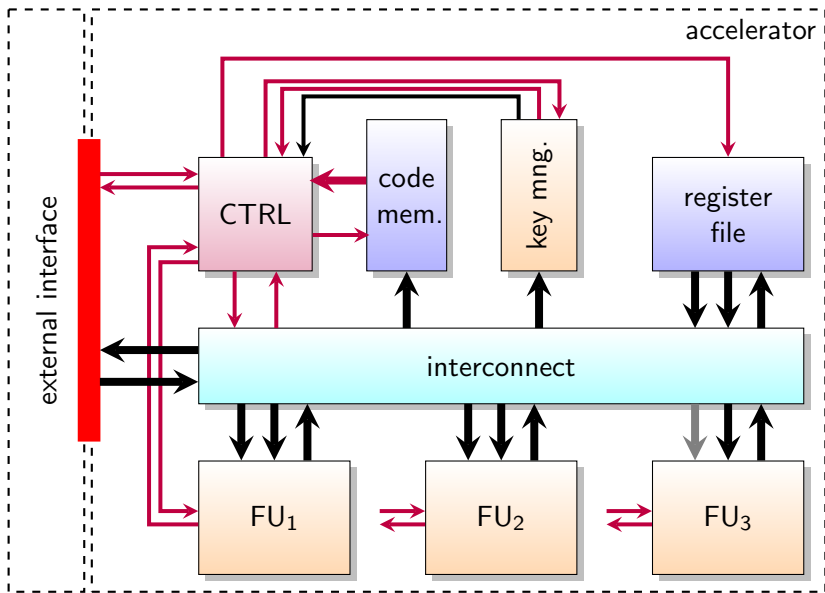 accelerator
external interface
CTRL
code
mem.
key mng.
register
file
interconnect
FU₁
FU₂
FU₃